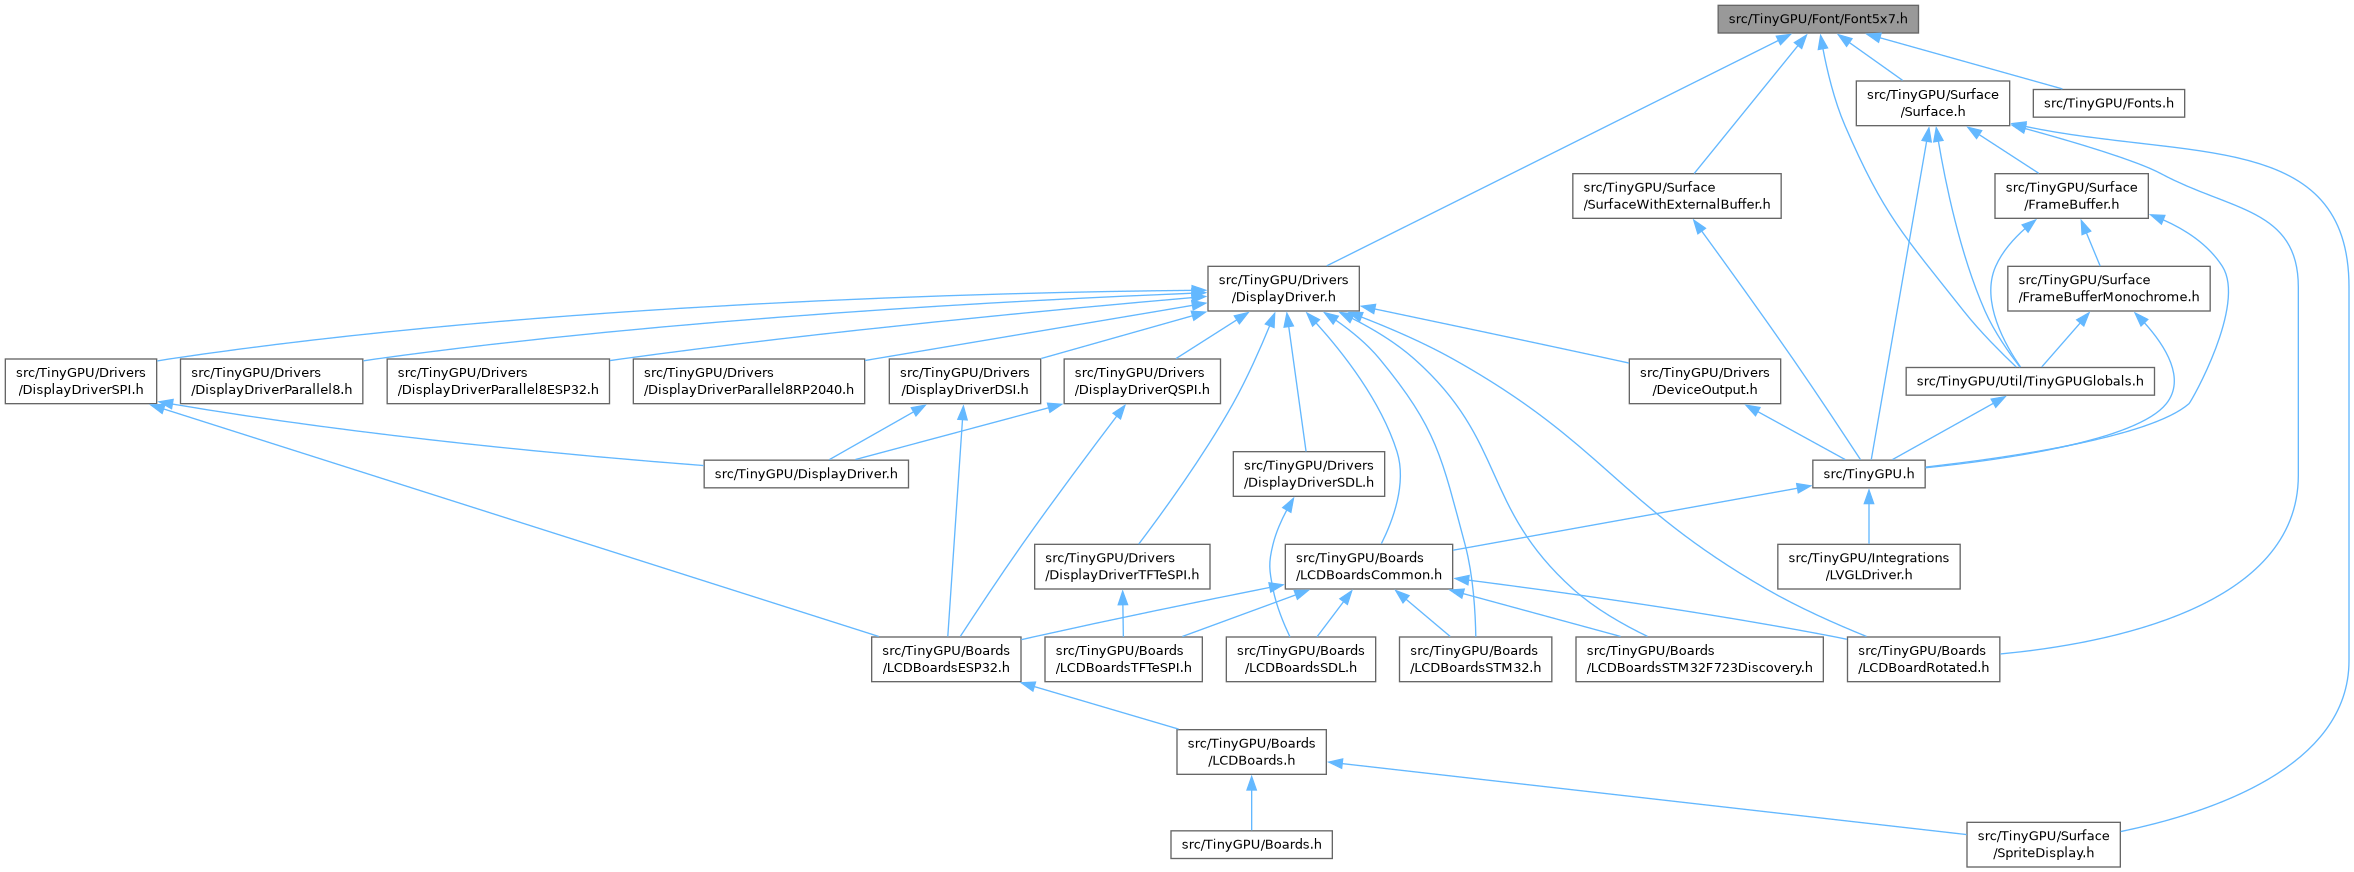 src/TinyGPU/Font/Font5x7.h
src/TinyGPU/Surface
/Surface.h
src/TinyGPU/Fonts.h
src/TinyGPU/Surface
/SurfaceWithExternalBuffer.h
src/TinyGPU/Surface
/FrameBuffer.h
src/TinyGPU/Drivers
/DisplayDriver.h
src/TinyGPU/Surface
/FrameBufferMonochrome.h
src/TinyGPU/Drivers
/DisplayDriverSPI.h
src/TinyGPU/Drivers
/DisplayDriverParallel8.h
src/TinyGPU/Drivers
/DisplayDriverParallel8ESP32.h
src/TinyGPU/Drivers
/DisplayDriverParallel8RP2040.h
src/TinyGPU/Drivers
/DisplayDriverDSI.h
src/TinyGPU/Drivers
/DisplayDriverQSPI.h
src/TinyGPU/Drivers
/DeviceOutput.h
src/TinyGPU/Util/TinyGPUGlobals.h
src/TinyGPU/DisplayDriver.h
src/TinyGPU/Drivers
/DisplayDriverSDL.h
src/TinyGPU.h
src/TinyGPU/Drivers
/DisplayDriverTFTeSPI.h
src/TinyGPU/Boards
/LCDBoardsCommon.h
src/TinyGPU/Integrations
/LVGLDriver.h
src/TinyGPU/Boards
/LCDBoardsESP32.h
src/TinyGPU/Boards
/LCDBoardsTFTeSPI.h
src/TinyGPU/Boards
/LCDBoardsSDL.h
src/TinyGPU/Boards
/LCDBoardsSTM32.h
src/TinyGPU/Boards
/LCDBoardsSTM32F723Discovery.h
src/TinyGPU/Boards
/LCDBoardRotated.h
src/TinyGPU/Boards
/LCDBoards.h
src/TinyGPU/Boards.h
src/TinyGPU/Surface
/SpriteDisplay.h